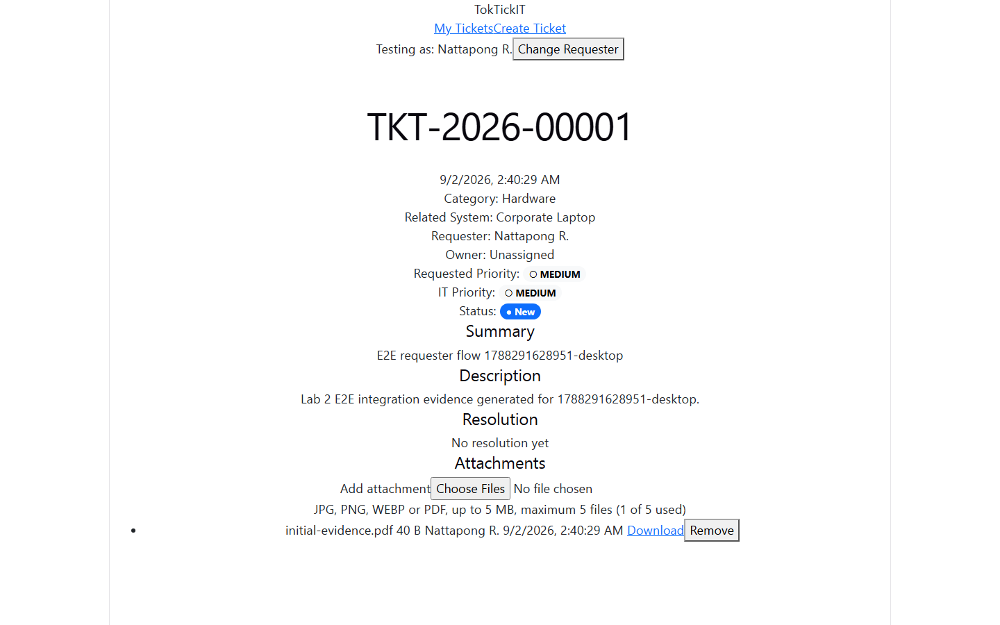 TokTickIT
My TicketsCreate Ticket
Testing as: Nattapong R.Change Requester
TKT-2026-00001
9/2/2026, 2:40:29 AM
Category: Hardware
Related System: Corporate Laptop
Requester: Nattapong R.
Owner: Unassigned
Requested Priority: ○ MEDIUM
IT Priority: ○ MEDIUM
Status: ● New
Summary
E2E requester flow 1788291628951-desktop
Description
Lab 2 E2E integration evidence generated for 1788291628951-desktop.
Resolution
No resolution yet
Attachments
Add attachment Choose Files No file chosen
JPG, PNG, WEBP or PDF, up to 5 MB, maximum 5 files (1 of 5 used)
• initial-evidence.pdf 40 B Nattapong R. 9/2/2026, 2:40:29 AM Download Remove